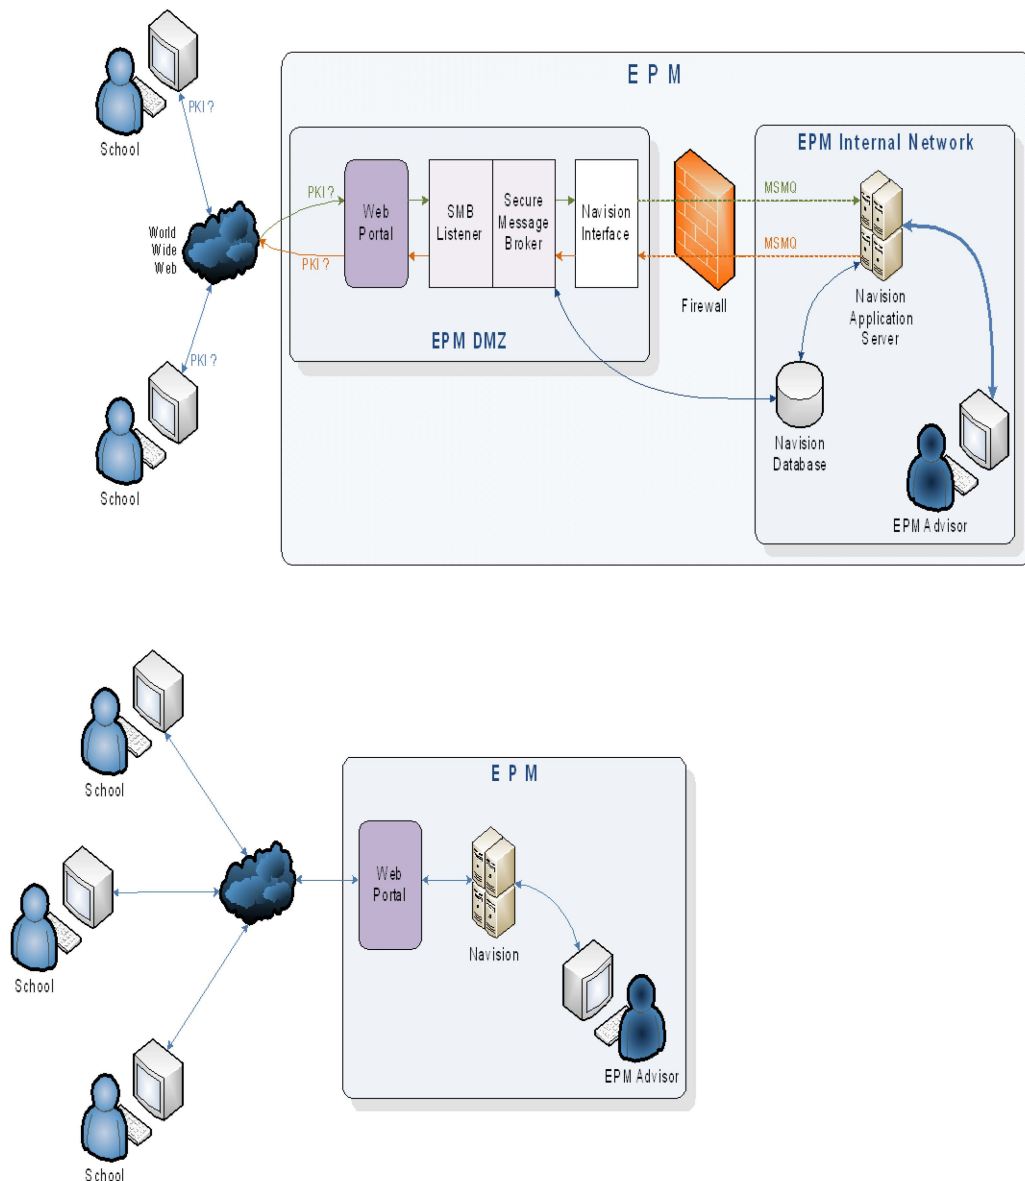 PKI ?
School
E P M
EPM DMZ
PKI ?
Web
Portal
SMB
Listener
Secure
Message
Broker
Navision
Interface
PKI ?
World
Wide
Web
Firewall
MSMQ
MSMQ
EPM Internal Network
Navision
Application
Server
Navision
Database
EPM Advisor
PKI ?
School
School
School
School
E P M
Web
Portal
Navision
EPM Advisor